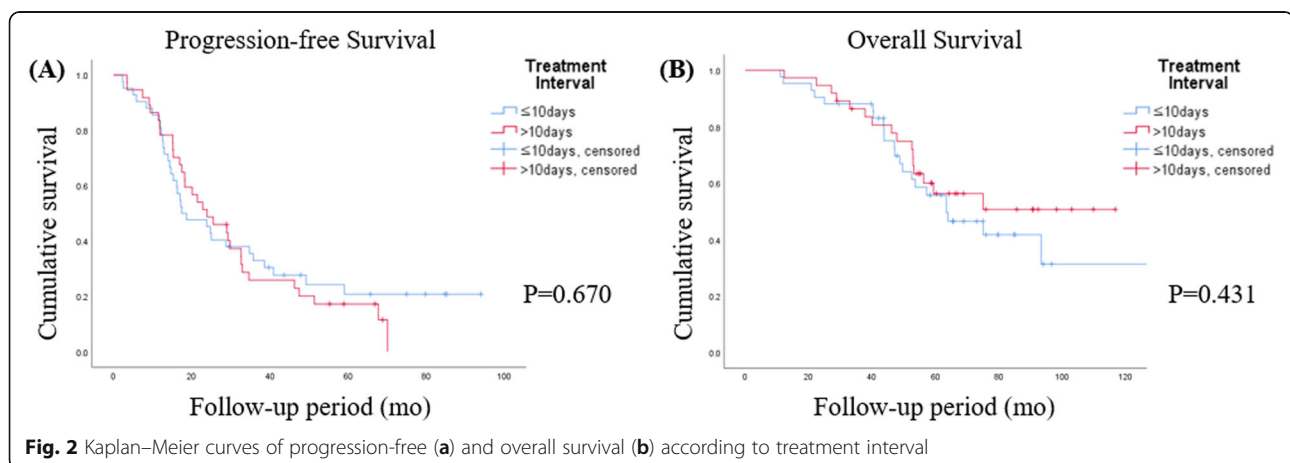 Progression-free Survival
(A)
Treatment
Interval
≤10days
>10days
≤10days, censored
>10days, censored
P=0.670
Cumulative survival
1.0
0.8
0.6
0.4
0.2
0.0
0 20 40 60 80 100
Follow-up period (mo)
Overall Survival
(B)
Treatment
Interval
≤10days
>10days
≤10days, censored
>10days, censored
P=0.431
Cumulative survival
1.0
0.8
0.6
0.4
0.2
0.0
0 20 40 60 80 100 120
Follow-up period (mo)
Fig. 2 Kaplan–Meier curves of progression-free (a) and overall survival (b) according to treatment interval